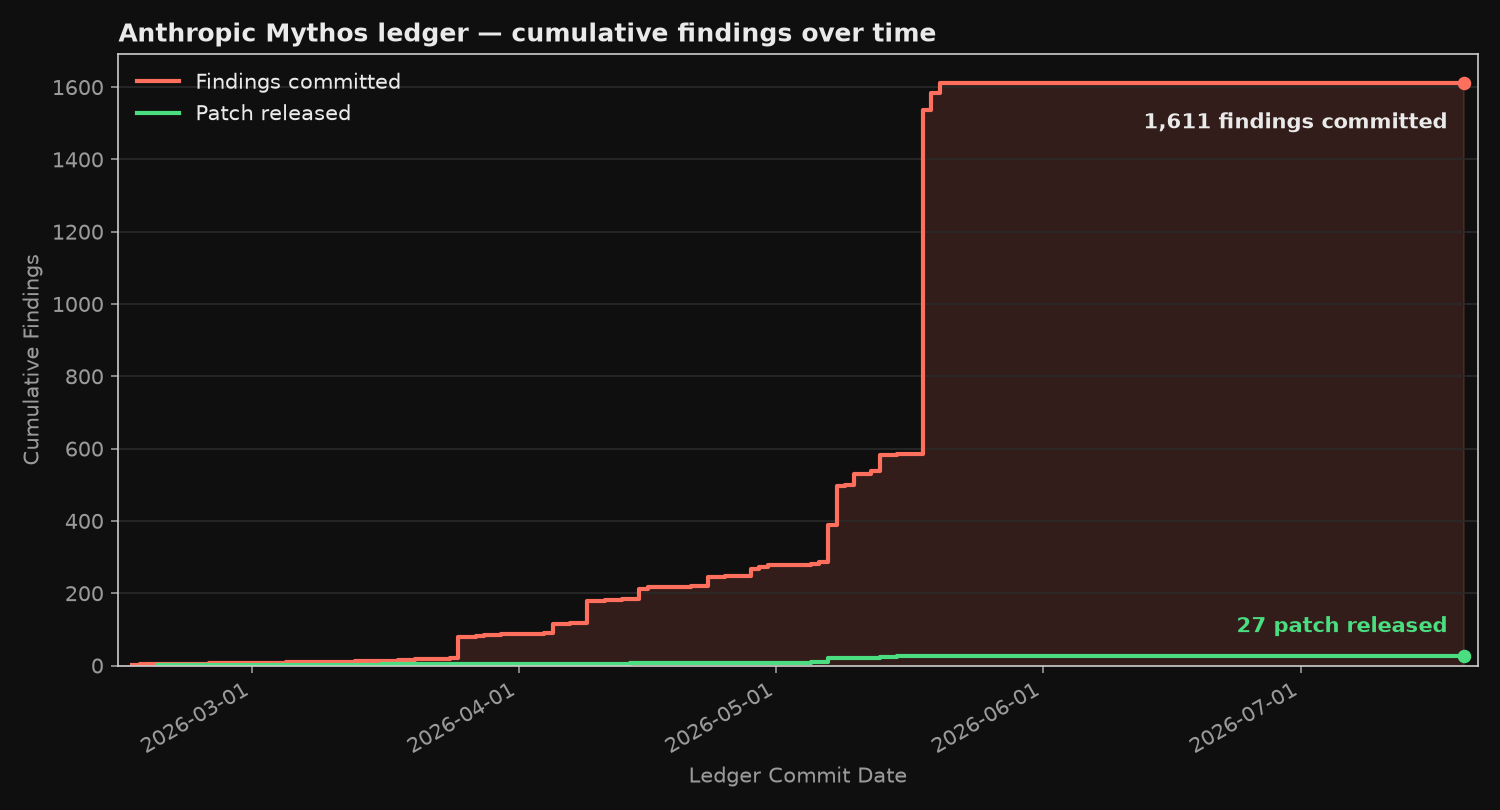 Anthropic Mythos ledger — cumulative findings over time
Findings committed
Patch released
1,611 findings committed
27 patch released
Cumulative Findings
1600
1400
1200
1000
800
600
400
200
0
2026-03-01
2026-04-01
2026-05-01
2026-06-01
2026-07-01
Ledger Commit Date